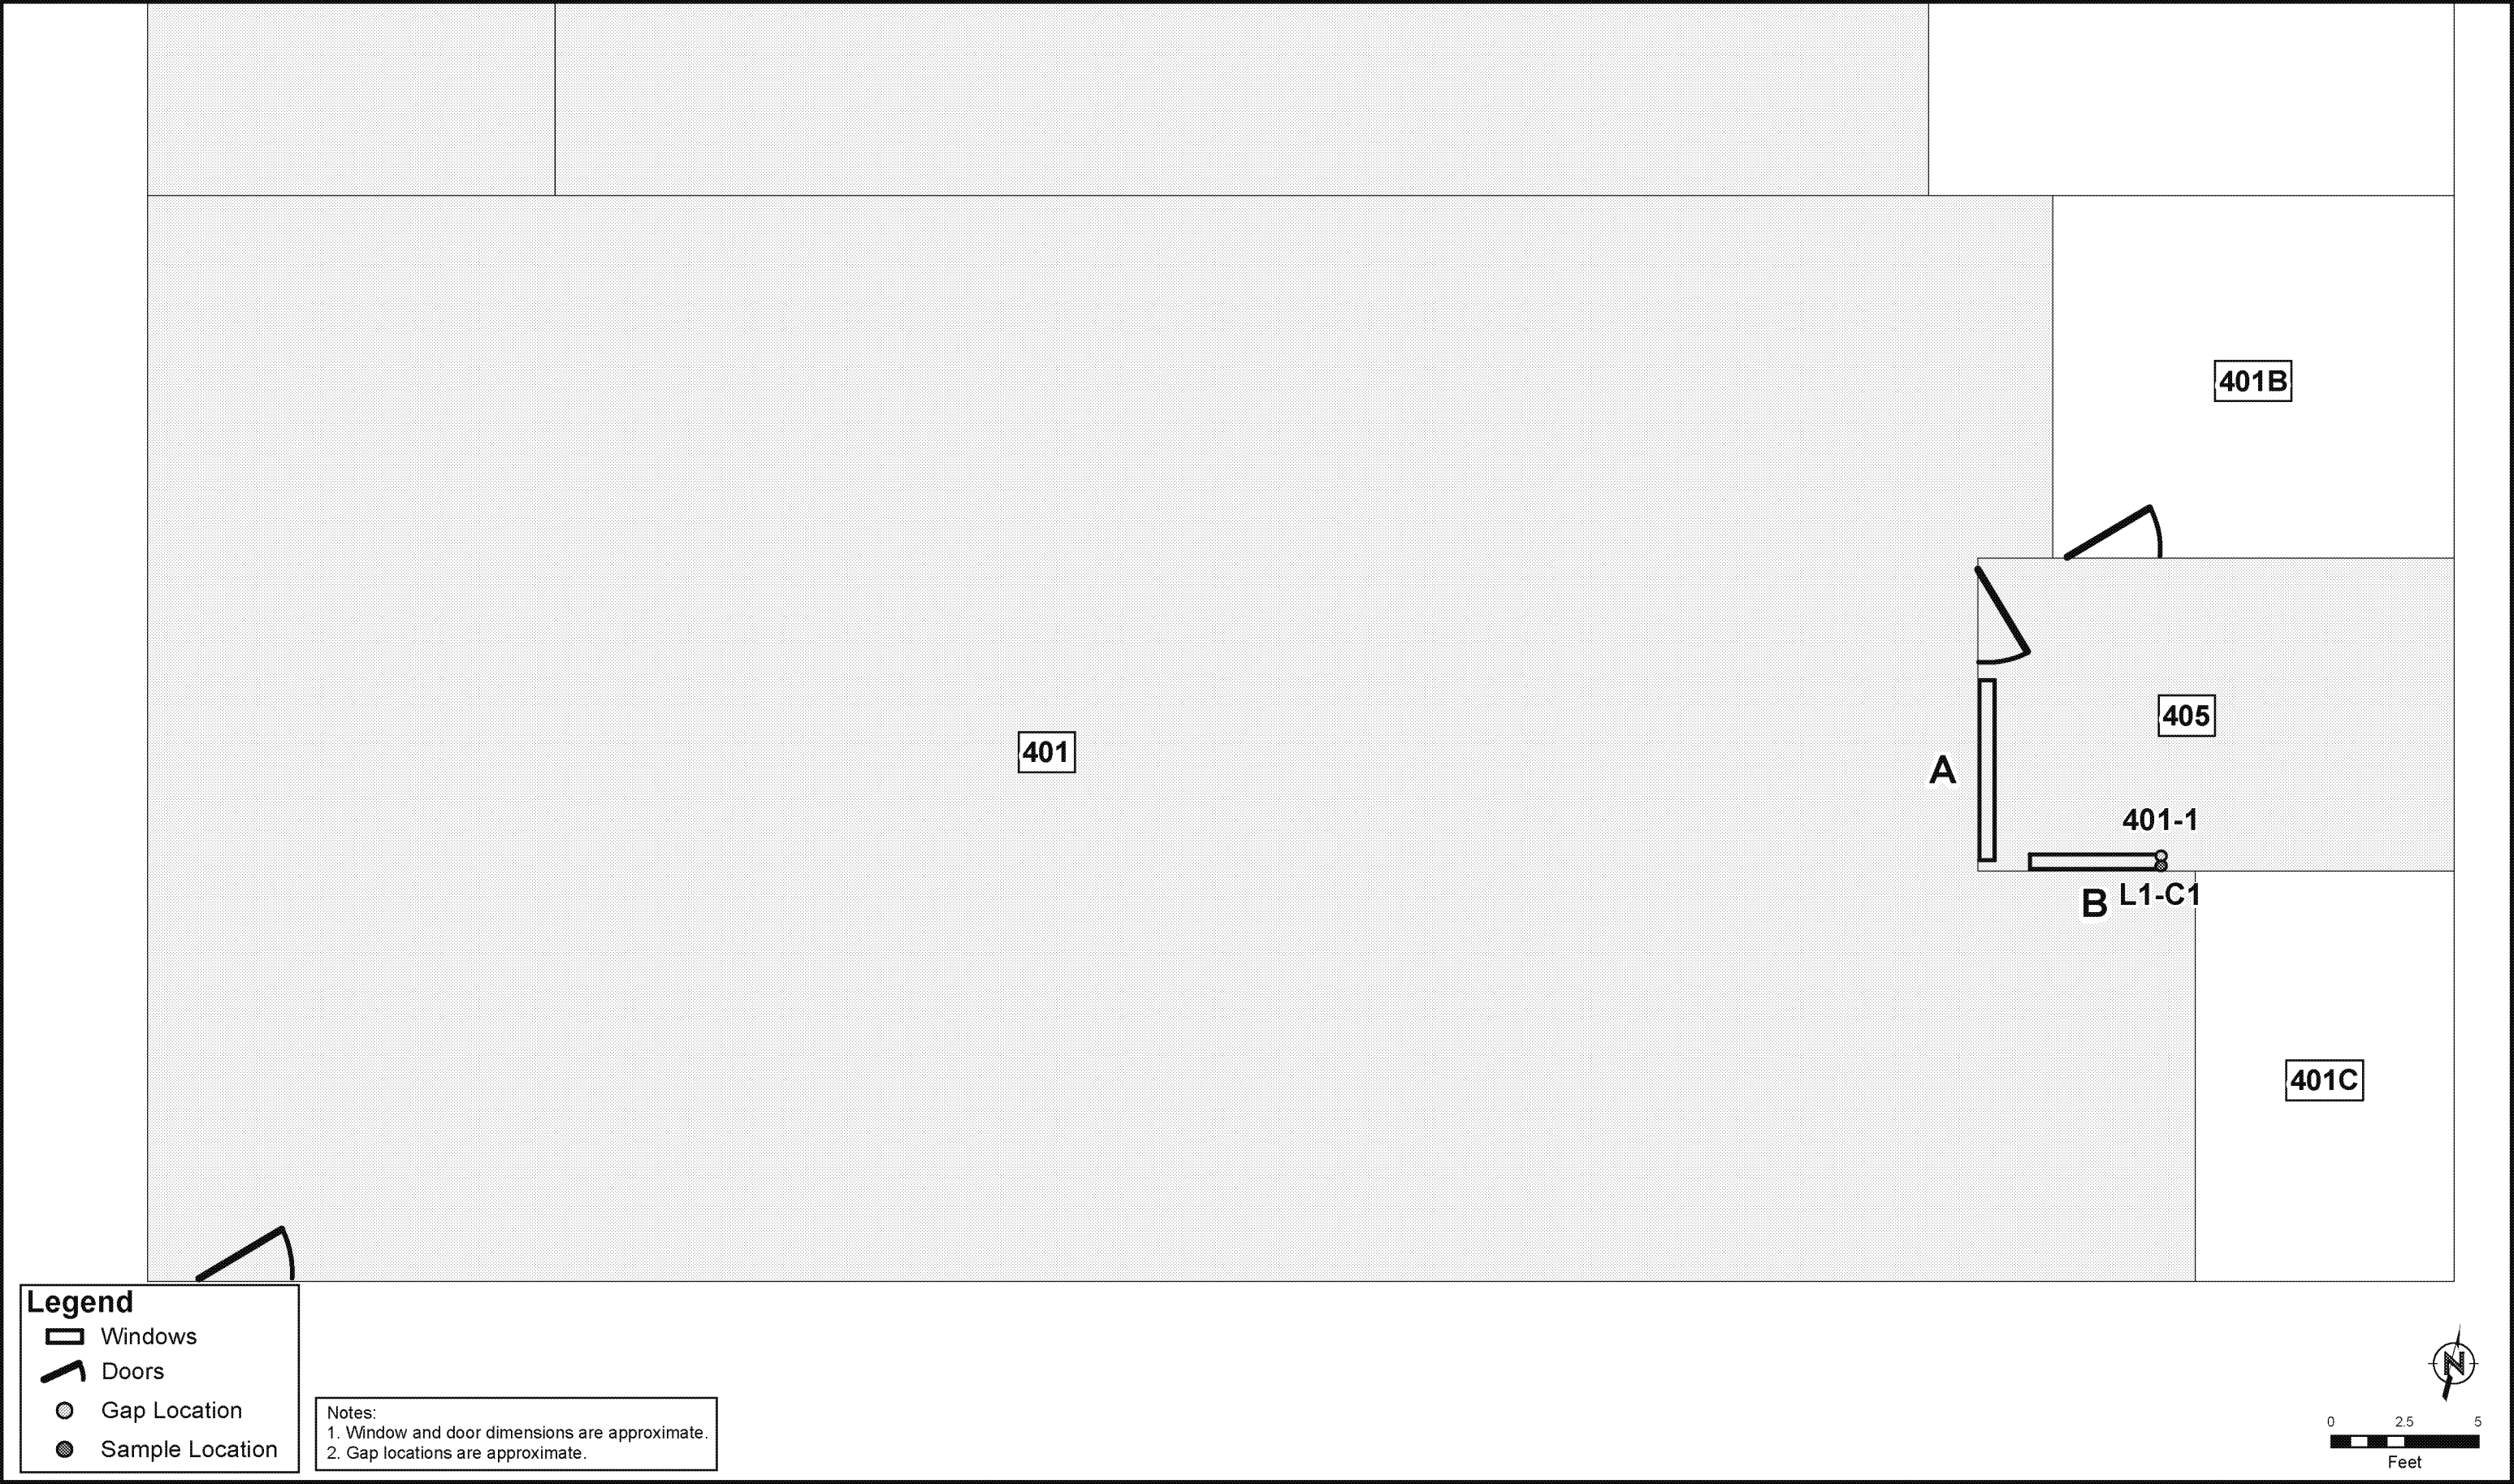 401B
405
401
A
401-1
B L1-C1
401C
Legend
Windows
Doors
Gap Location
Sample Location
Notes:
1. Window and door dimensions are approximate.
2. Gap locations are approximate.
N
0 2.5 5
Feet